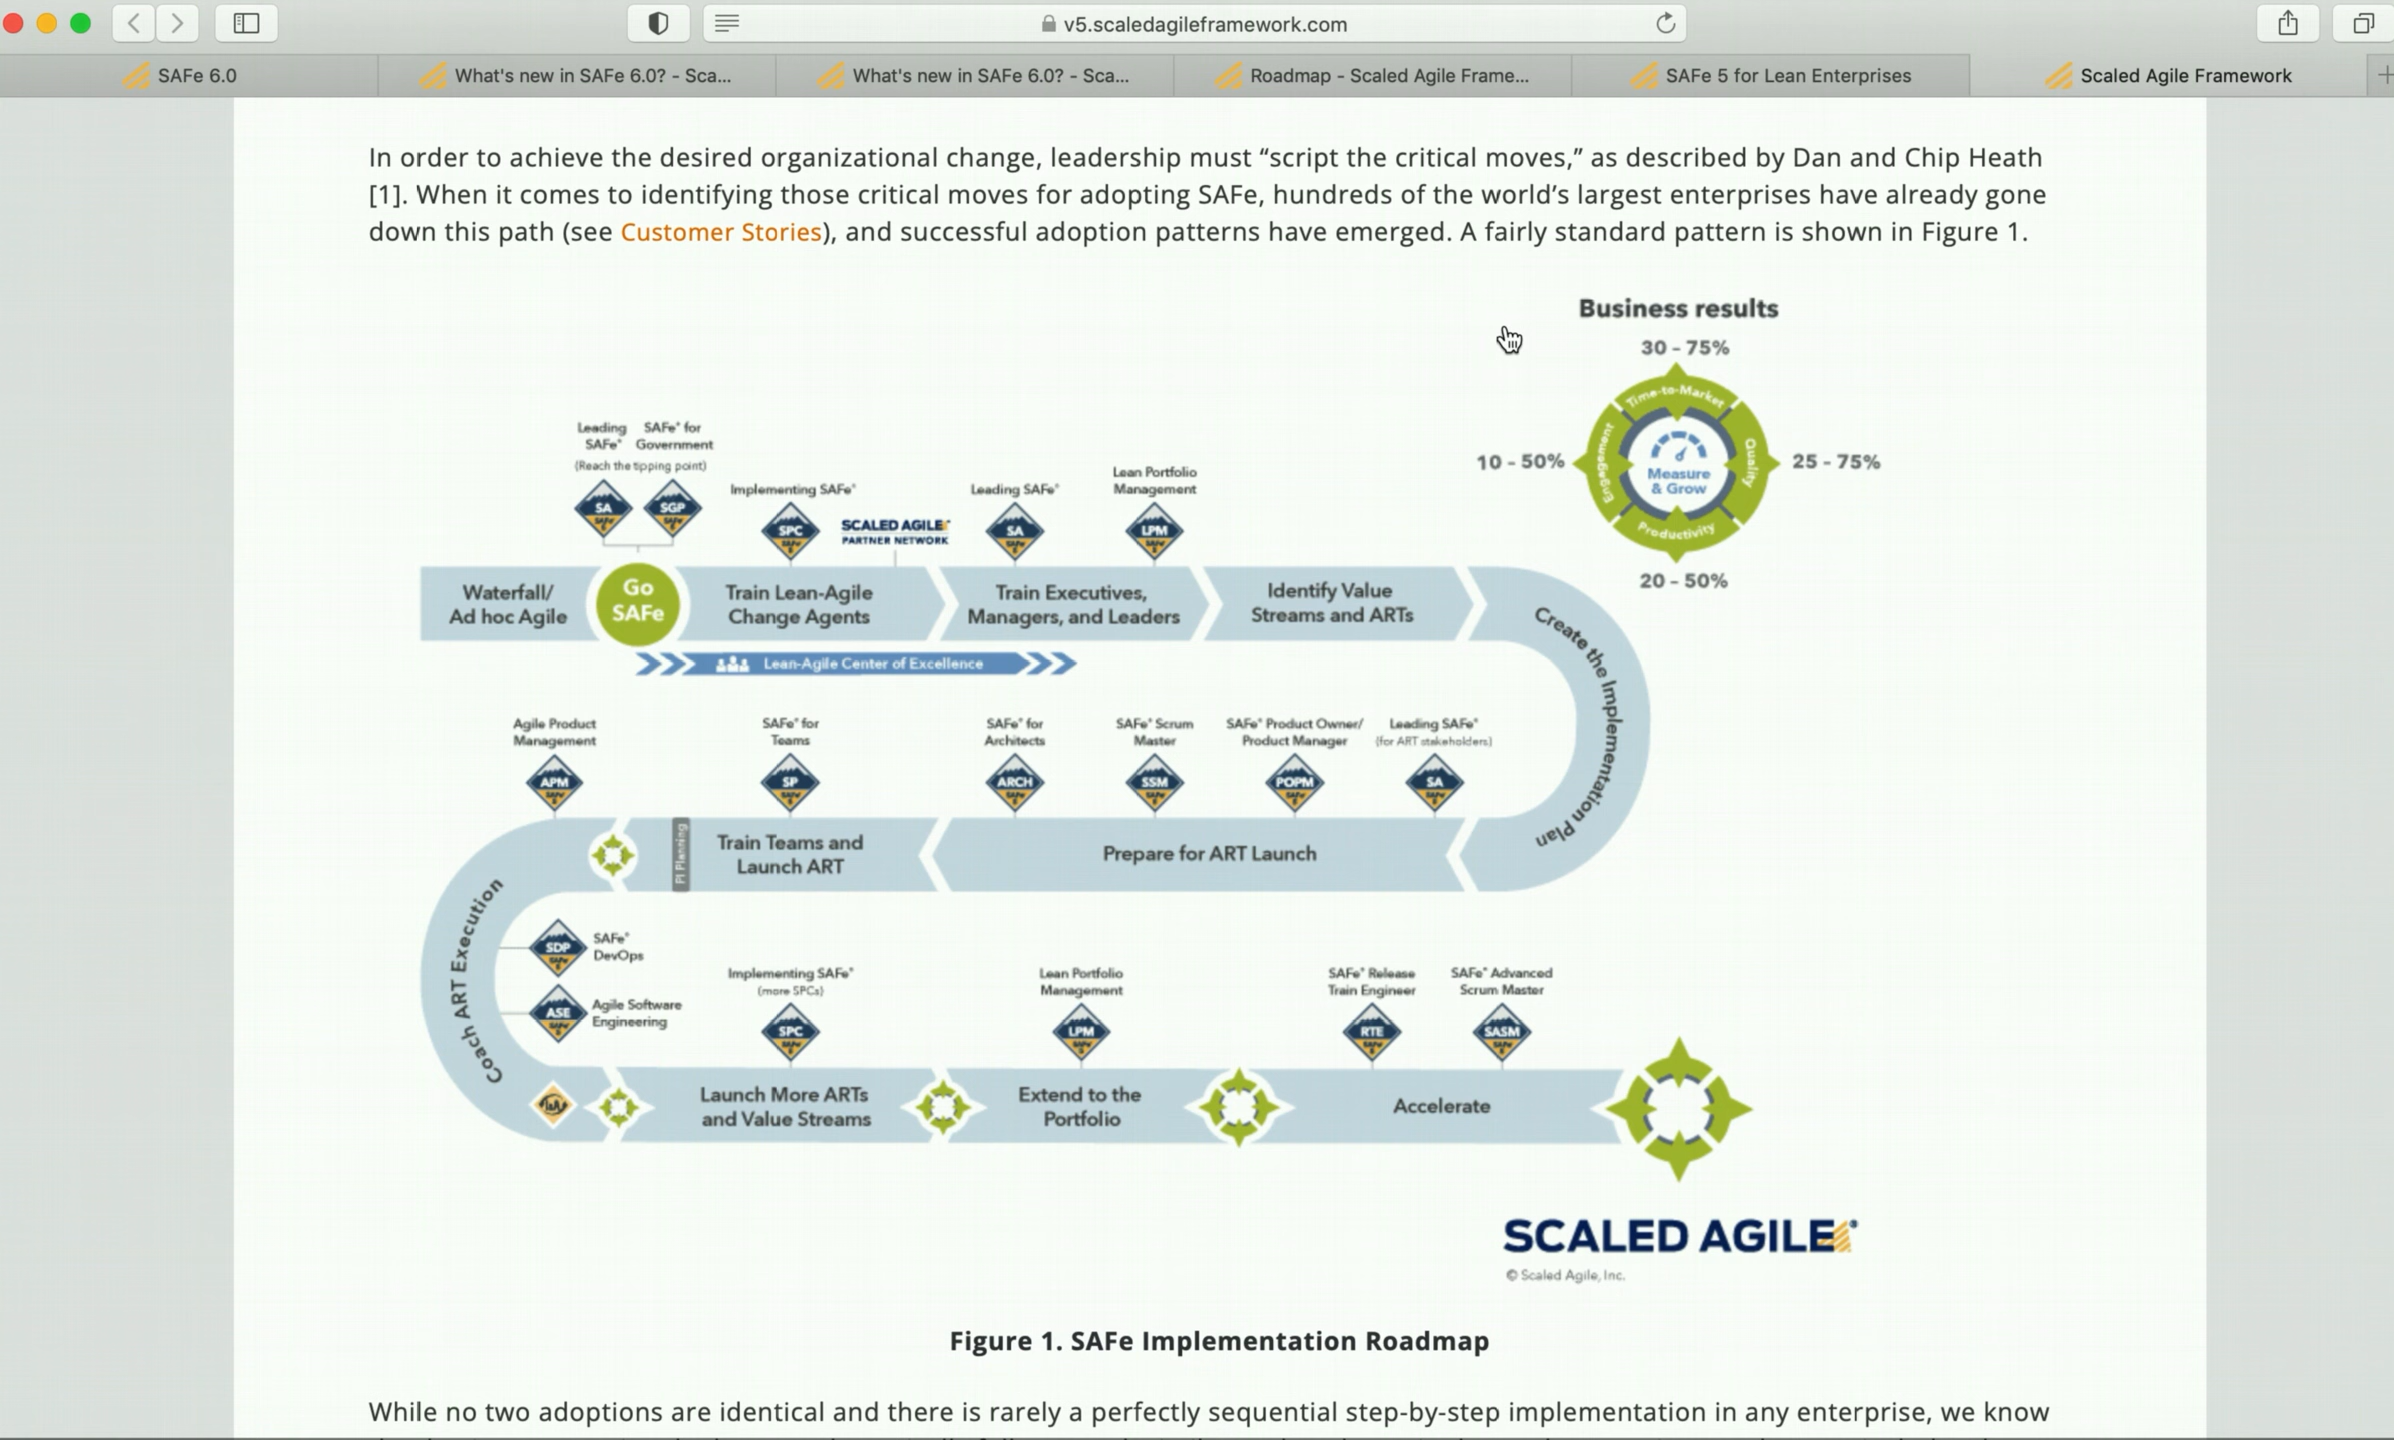 v5.scaledagileframework.com
SAFe 6.0
What's new in SAFe 6.0? - Sca...
What's new in SAFe 6.0? - Sca...
Roadmap - Scaled Agile Frame...
SAFe 5 for Lean Enterprises
Scaled Agile Framework
In order to achieve the desired organizational change, leadership must “script the critical moves,” as described by Dan and Chip Heath
[1]. When it comes to identifying those critical moves for adopting SAFe, hundreds of the world’s largest enterprises have already gone
down this path (see Customer Stories), and successful adoption patterns have emerged. A fairly standard pattern is shown in Figure 1.
Business results
30 – 75%
Time-to-Market
10 – 50%
Engagement
Measure
& Grow
Quality
25 – 75%
Productivity
20 – 50%
Leading
SAFe®
SAFe® for
Government
(Reach the tipping point)
SA
SGP
Implementing SAFe®
SPC
SCALED AGILE
PARTNER NETWORK
Leading SAFe®
SA
Lean Portfolio
Management
LPM
Waterfall/
Ad hoc Agile
Go
SAFe
Train Lean-Agile
Change Agents
Train Executives,
Managers, and Leaders
Identify Value
Streams and ARTs
Create the Implementation Plan
Lean-Agile Center of Excellence
Agile Product
Management
APM
SAFe® for
Teams
SP
SAFe® for
Architects
ARCH
SAFe® Scrum
Master
SSM
SAFe® Product Owner/
Product Manager
POPM
Leading SAFe®
(for ART stakeholders)
SA
PI Planning
Train Teams and
Launch ART
Prepare for ART Launch
Coach ART Execution
SDP
SAFe®
DevOps
ASE
Agile Software
Engineering
Implementing SAFe®
(more SPCs)
SPC
Lean Portfolio
Management
LPM
SAFe® Release
Train Engineer
RTE
SAFe® Advanced
Scrum Master
SASM
Launch More ARTs
and Value Streams
Extend to the
Portfolio
Accelerate
SCALED AGILE®
© Scaled Agile, Inc.
Figure 1. SAFe Implementation Roadmap
While no two adoptions are identical and there is rarely a perfectly sequential step-by-step implementation in any enterprise, we know